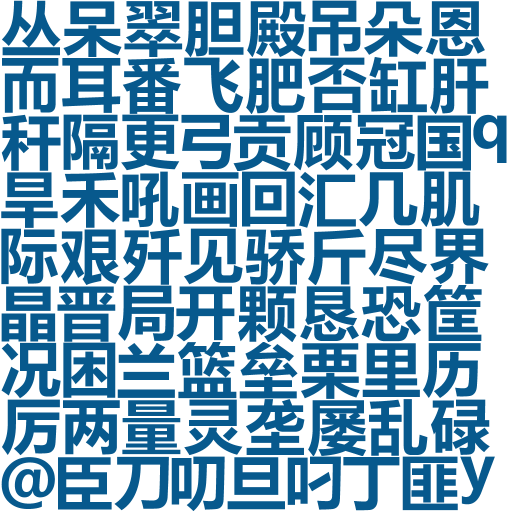 丛呆翠胆殿吊朵恩
而耳番飞肥否缸肝
秆隔更弓贡顾冠国q
旱禾吼画回汇几肌
际艰歼见骄斤尽界
晶晋局开颗恳恐筐
况困兰篮垒栗里历
厉两量灵垄屡乱碌
@臣刀叨旦叼丁匪y